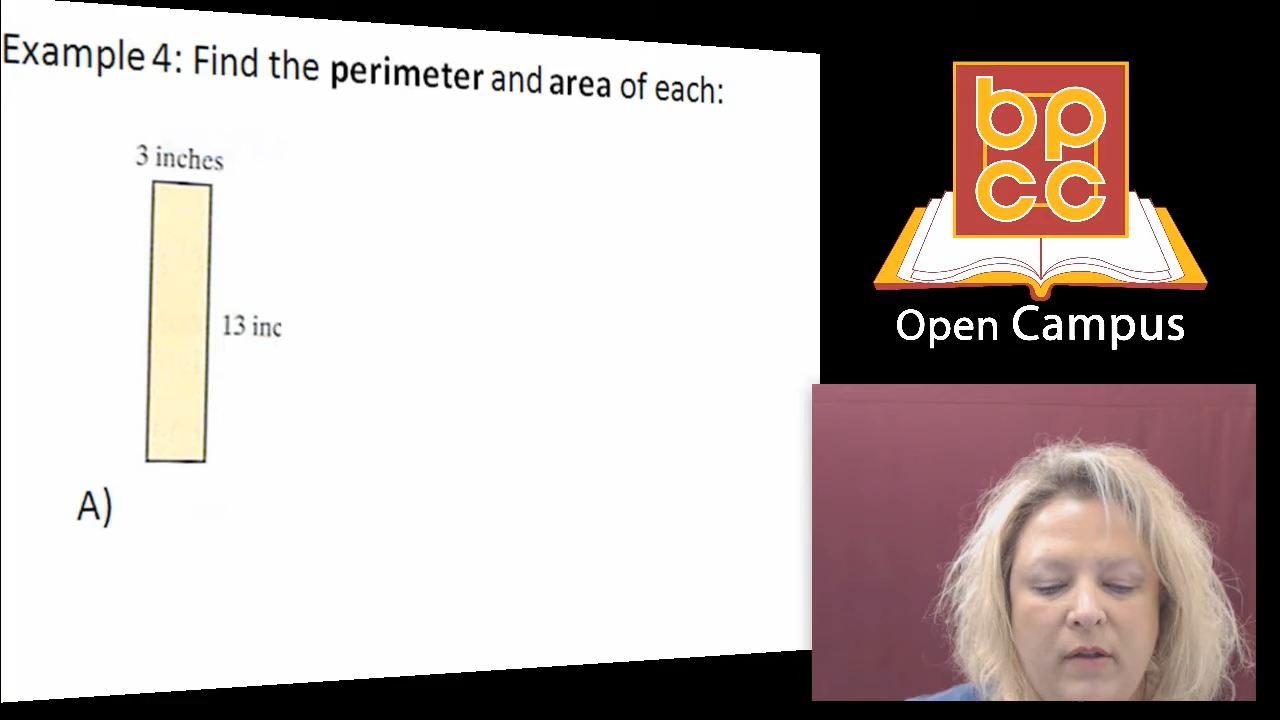 Example 4: Find the perimeter and area of each:
3 inches
13 inc
A)
bp
cc
Open Campus